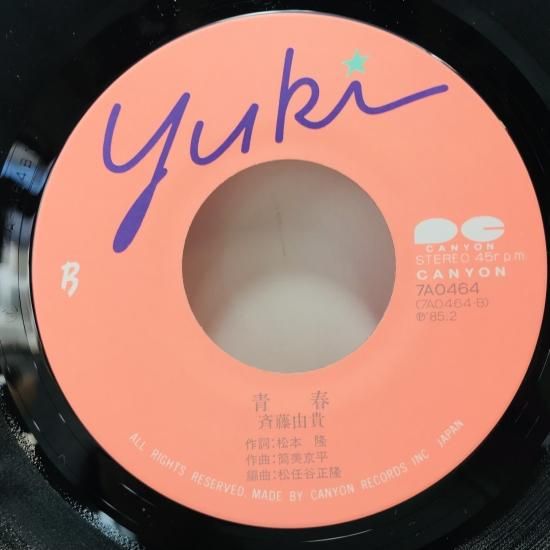 yuki
PC
CANYON
STEREO 45r.p.m
CANYON
7A0464
(7A0464-B)
Ⓟ'85.2
B
青 春
斉藤由貴
作詞:松本 隆
作曲:筒美京平
編曲:松任谷正隆
ALL RIGHTS RESERVED. MADE BY CANYON RECORDS INC JAPAN